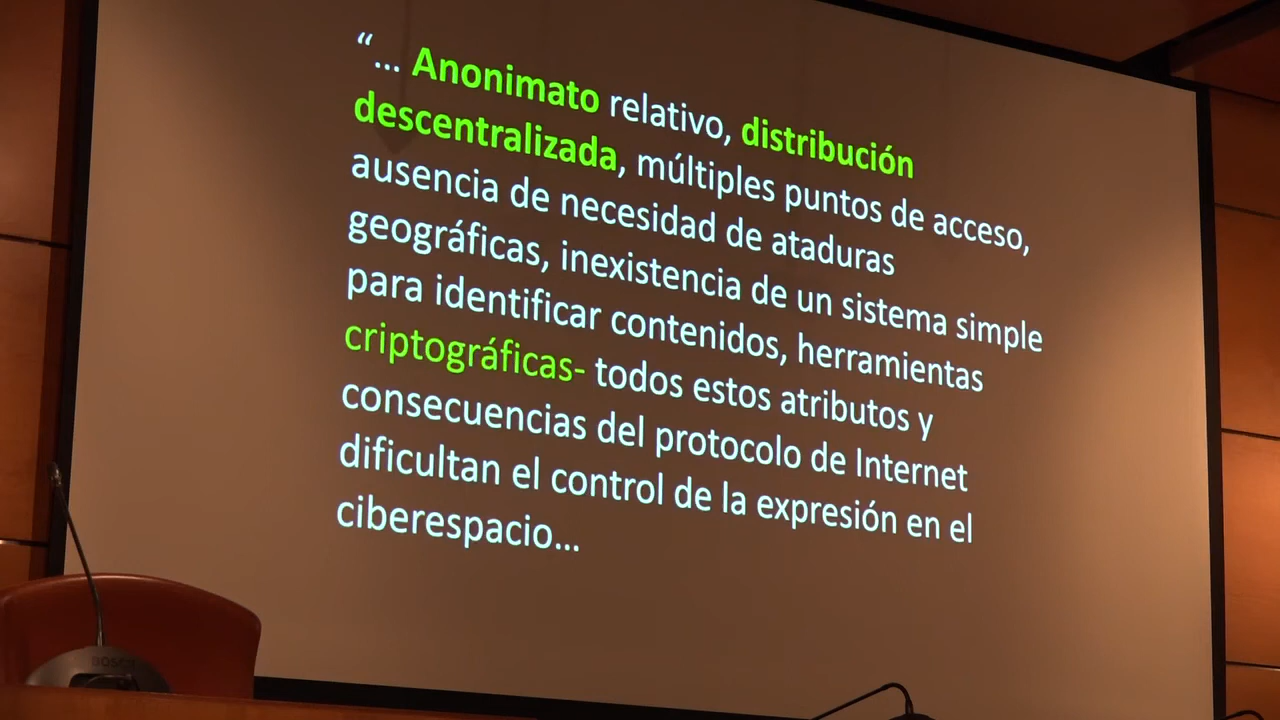 “... Anonimato relativo, distribución
descentralizada, múltiples puntos de acceso,
ausencia de necesidad de ataduras
geográficas, inexistencia de un sistema simple
para identificar contenidos, herramientas
criptográficas- todos estos atributos y
consecuencias del protocolo de Internet
dificultan el control de la expresión en el
ciberespacio...
BOSCH